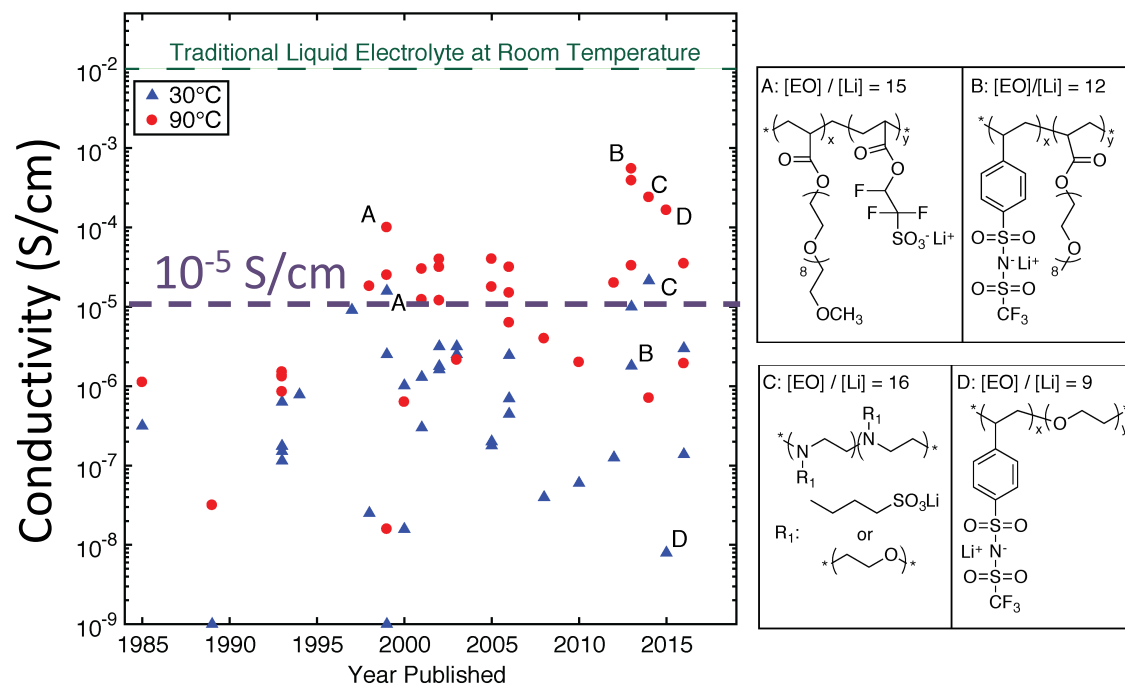 Traditional Liquid Electrolyte at Room Temperature
10-2
10-3
10-4
10-5
10-6
10-7
10-8
10-9
Conductivity (S/cm)
30°C
90°C
10-5 S/cm
A
A
B
C
D
C
B
D
1985 1990 1995 2000 2005 2010 2015
Year Published
A: [EO] / [Li] = 15
* x y *
O O
O O
F F F
SO3- Li+
O
8
O
OCH3
B: [EO]/[Li] = 12
* x y *
O
O
O=S=O
N- Li+
O=S=O
CF3
O
8
C: [EO] / [Li] = 16
R1
* N N *
R1
SO3Li
R1: or
* O *
D: [EO] / [Li] = 9
* x O y *
O=S=O
Li+ N-
O=S=O
CF3